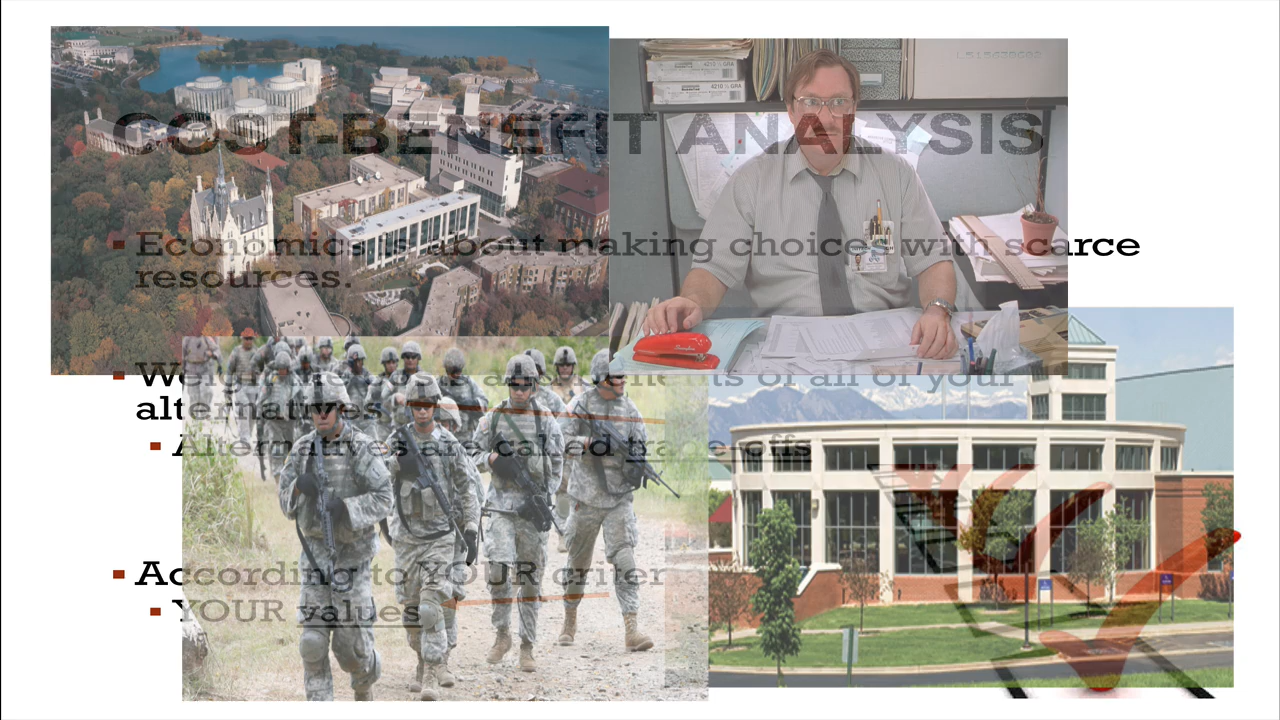 COST-BENEFIT ANALYSIS
Economics is about making choices with scarce
resources.
Weigh the costs and benefits of all of your
alternatives
Alternatives are called trade-offs
According to YOUR criter
YOUR values